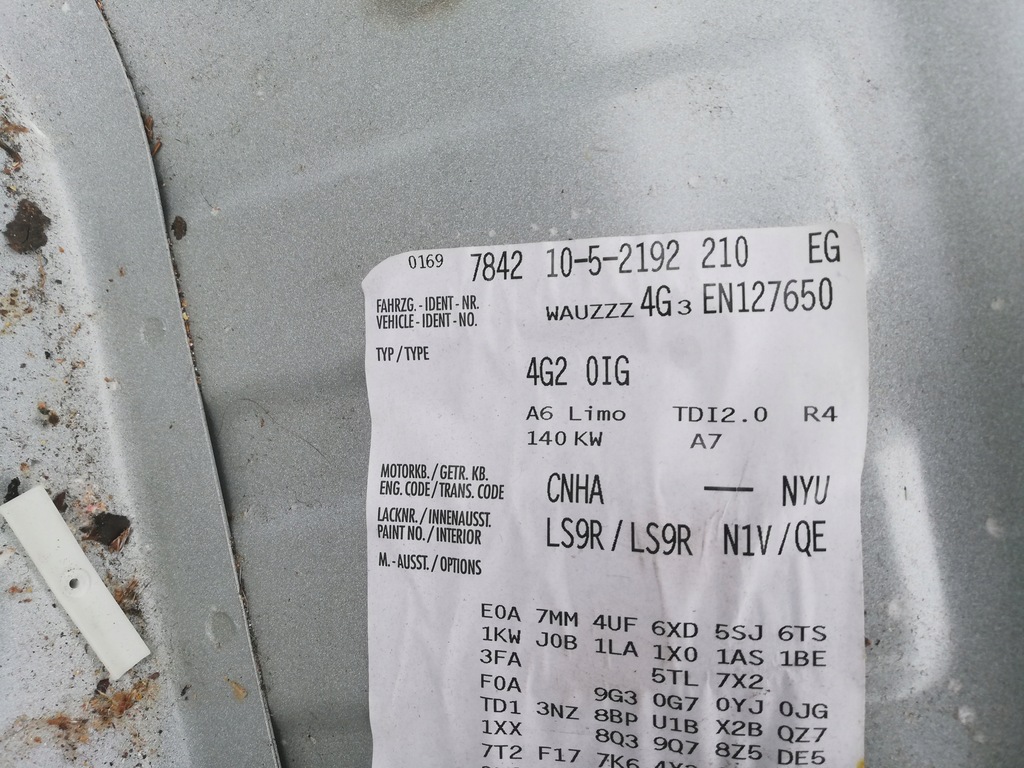 0169 7842 10-5-2192 210 EG
FAHRZG.-IDENT-NR.
VEHICLE-IDENT-NO. WAUZZZ 4G3 EN127650
TYP/TYPE
4G2 0IG
A6 Limo TDI2.0 R4
140 KW A7
MOTORKB./GETR. KB.
ENG. CODE/TRANS. CODE CNHA — NYU
LACKNR./INNENAUSST.
PAINT NO./INTERIOR LS9R/LS9R N1V/QE
M.-AUSST./OPTIONS
E0A 7MM 4UF 6XD 5SJ 6TS
1KW J0B 1LA 1X0 1AS 1BE
3FA 5TL 7X2
F0A 9G3 0G7 0YJ 0JG
TD1 3NZ 8BP U1B X2B QZ7
1XX 8Q3 9Q7 8Z5 DE5
7T2 F17 7K6